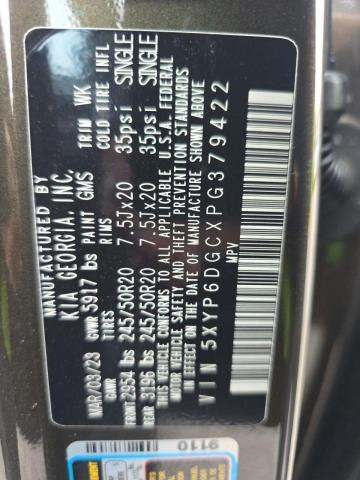 MANUFACTURED BY
KIA GEORGIA, INC.
MAR/03/23 GVWR 5917 lbs PAINT GMS TRIM WK
GAWR TIRES RIMS COLD TIRE INFL
FRONT 2954 lbs 245/50R20 7.5Jx20 35psi SINGLE
REAR 3196 lbs 245/50R20 7.5Jx20 35psi SINGLE
THIS VEHICLE CONFORMS TO ALL APPLICABLE U.S.A. FEDERAL
MOTOR VEHICLE SAFETY AND THEFT PREVENTION STANDARDS
IN EFFECT ON THE DATE OF MANUFACTURE SHOWN ABOVE
VIN 5XYP6DGCXPG379422
MPV
9110